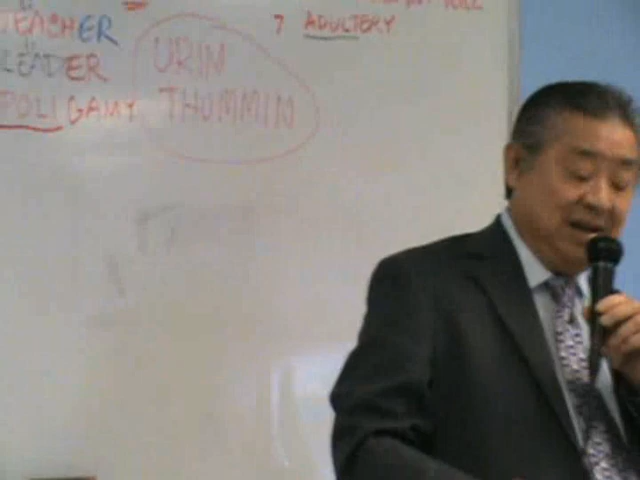 TEACHER
LEADER
POLIGAMY
URIM
THUMMIN
7 ADULTERY